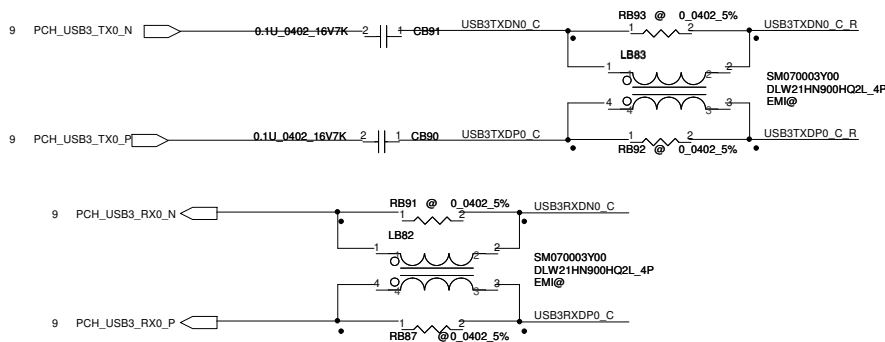 RB93 @ 0_0402_5%
9 PCH_USB3_TX0_N 0.1U_0402_16V7K 2 1 CB91 USB3TXDN0_C 1 2 USB3TXDN0_C_R
LB83
1 1 2 2
SM070003Y00
DLW21HN900HQ2L_4P
EMI@
4 4 3 3
9 PCH_USB3_TX0_P 0.1U_0402_16V7K 2 1 CB90 USB3TXDP0_C 1 2 USB3TXDP0_C_R
RB92 @ 0_0402_5%
RB91 @ 0_0402_5%
9 PCH_USB3_RX0_N 1 2 USB3RXDN0_C
LB82
1 1 2 2
SM070003Y00
DLW21HN900HQ2L_4P
EMI@
4 4 3 3
9 PCH_USB3_RX0_P 1 2 USB3RXDP0_C
RB87 @ 0_0402_5%